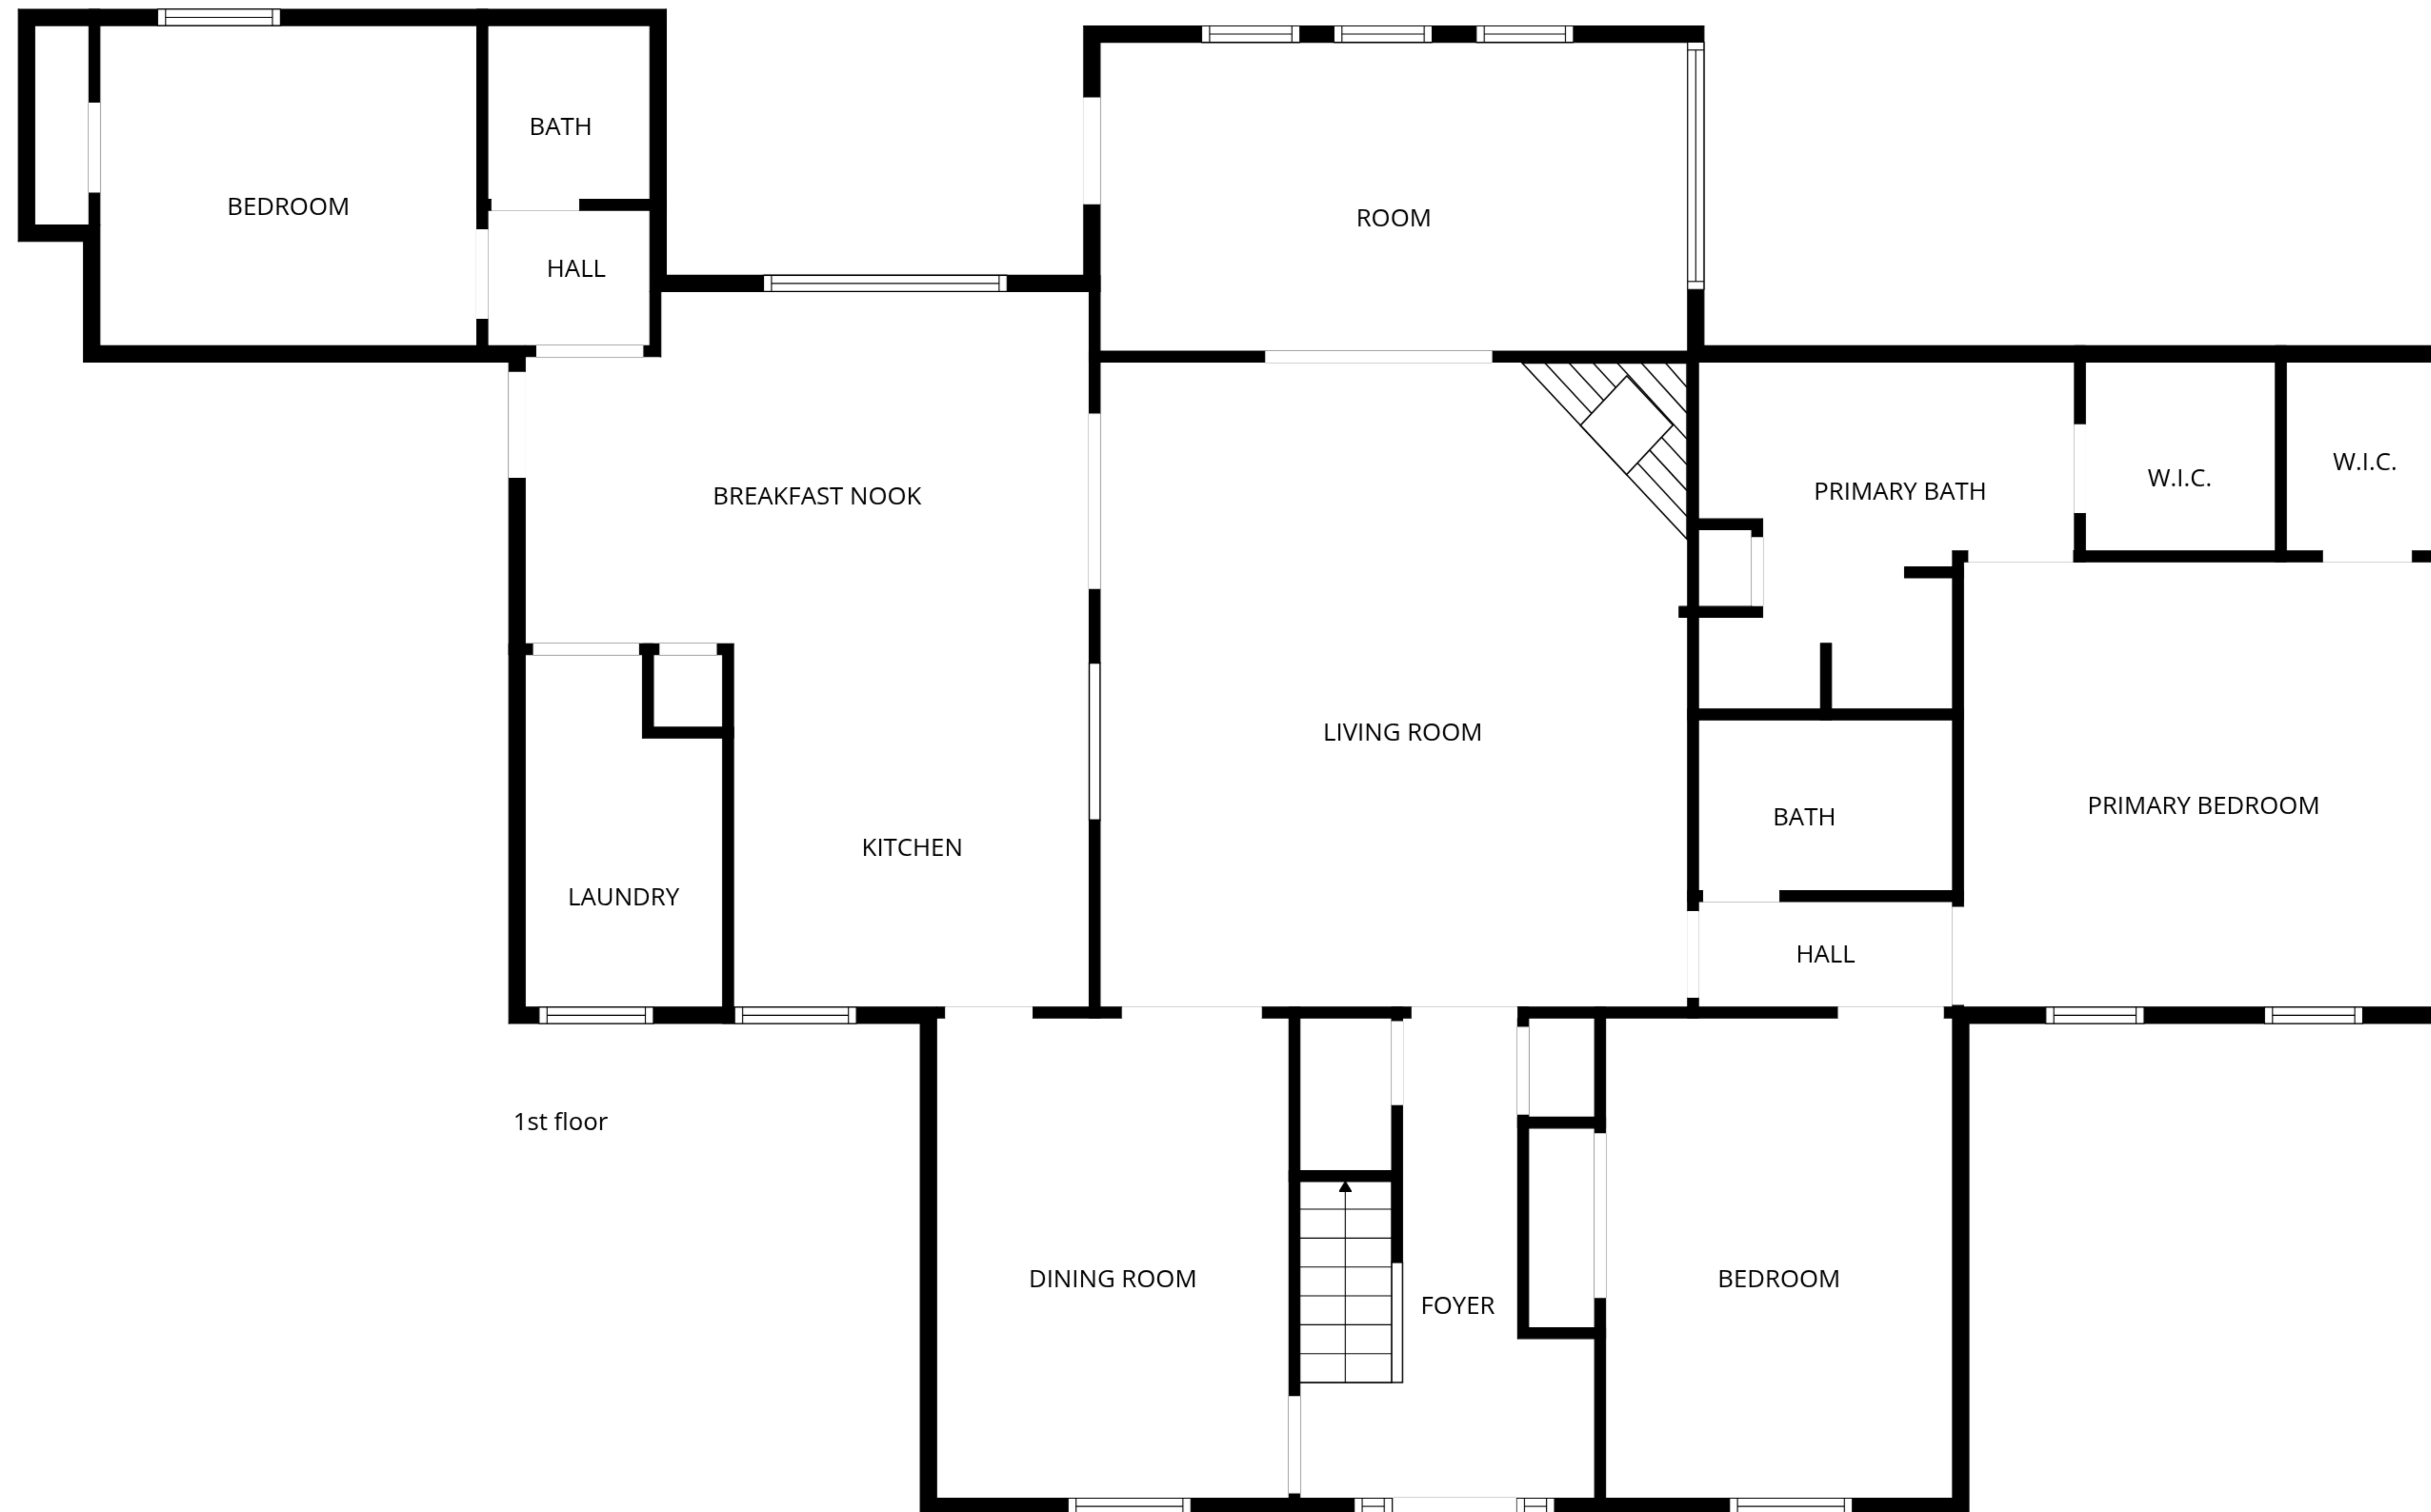 BATH
BEDROOM
ROOM
HALL
W.I.C.
W.I.C.
PRIMARY BATH
BREAKFAST NOOK
LIVING ROOM
PRIMARY BEDROOM
BATH
KITCHEN
LAUNDRY
HALL
1st floor
DINING ROOM
BEDROOM
FOYER